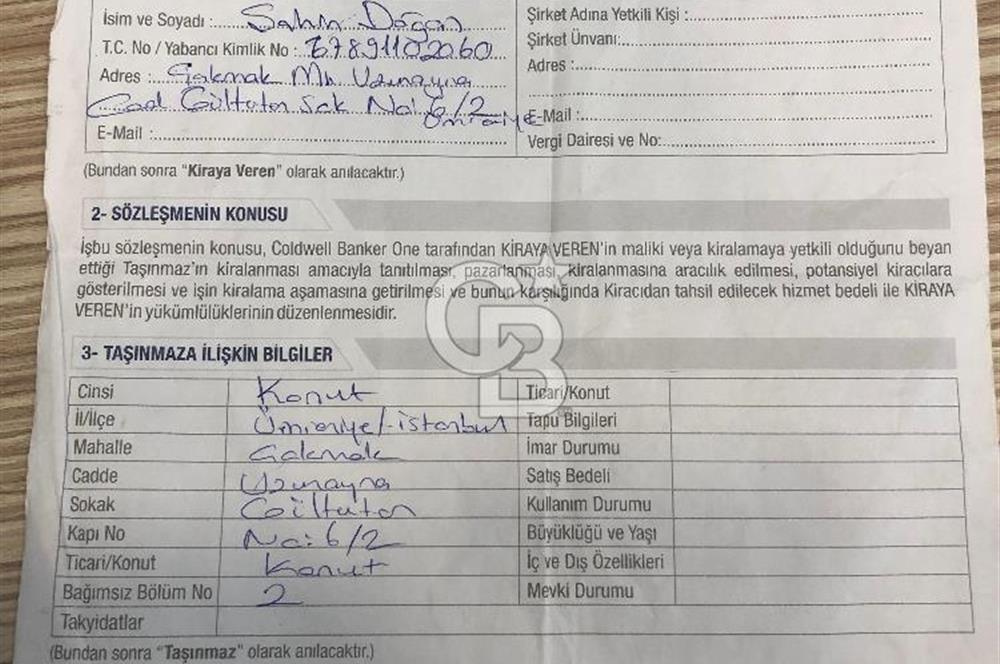 İsim ve Soyadı : Şahin Doğan
T.C. No / Yabancı Kimlik No : 67891102060
Adres : Çakmak Mh Uzunayna
Cad Gültutan Sok No: 6/2
Ümraniye
E-Mail :
Şirket Adına Yetkili Kişi :
Şirket Ünvanı:
Adres :
E-Mail :
Vergi Dairesi ve No:
(Bundan sonra “Kiraya Veren” olarak anılacaktır.)
2- SÖZLEŞMENİN KONUSU
İşbu sözleşmenin konusu, Coldwell Banker One tarafından KİRAYA VEREN'in maliki veya kiralamaya yetkili olduğunu beyan
ettiği Taşınmaz'ın kiralanması amacıyla tanıtılması, pazarlanması, kiralanmasına aracılık edilmesi, potansiyel kiracılara
gösterilmesi ve işin kiralama aşamasına getirilmesi ve bunun karşılığında Kiracıdan tahsil edilecek hizmet bedeli ile KİRAYA
VEREN'in yükümlülüklerinin düzenlenmesidir.
CB
3- TAŞINMAZA İLİŞKİN BİLGİLER
Cinsi Konut Ticari/Konut
İl/İlçe Ümraniye/-istanbul Tapu Bilgileri
Mahalle Çakmak İmar Durumu
Cadde Uzunayna Satış Bedeli
Sokak Gültutan Kullanım Durumu
Kapı No No: 6/2 Büyüklüğü ve Yaşı
Ticari/Konut Konut İç ve Dış Özellikleri
Bağımsız Bölüm No 2 Mevki Durumu
Takyidatlar
(Bundan sonra “Taşınmaz” olarak anılacaktır.)